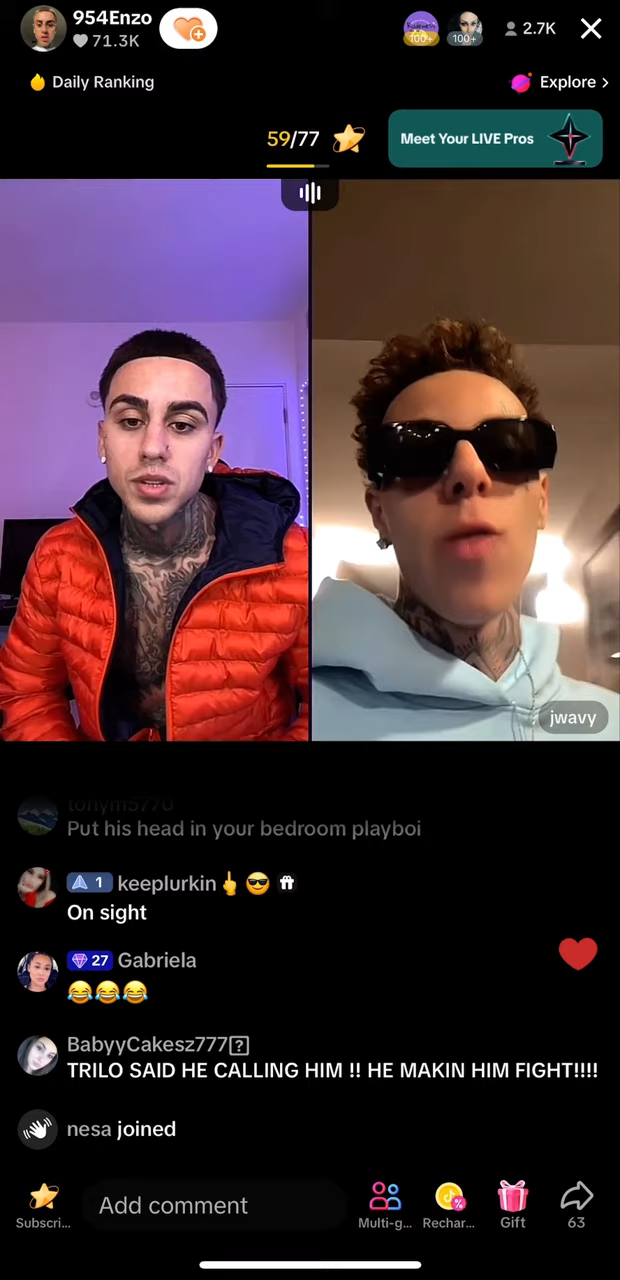 954Enzo
71.3K
100+
100+
2.7K
Daily Ranking
Explore >
59/77
Meet Your LIVE Pros
jwavy
tonym577d
Put his head in your bedroom playboi
1 keeplurkin🖕😎
On sight
27 Gabriela
😂😂😂
BabyyCakesz777
TRILO SAID HE CALLING HIM !! HE MAKIN HIM FIGHT!!!!
nesa joined
Subscri...
Add comment
Multi-g...
Rechar...
Gift
63